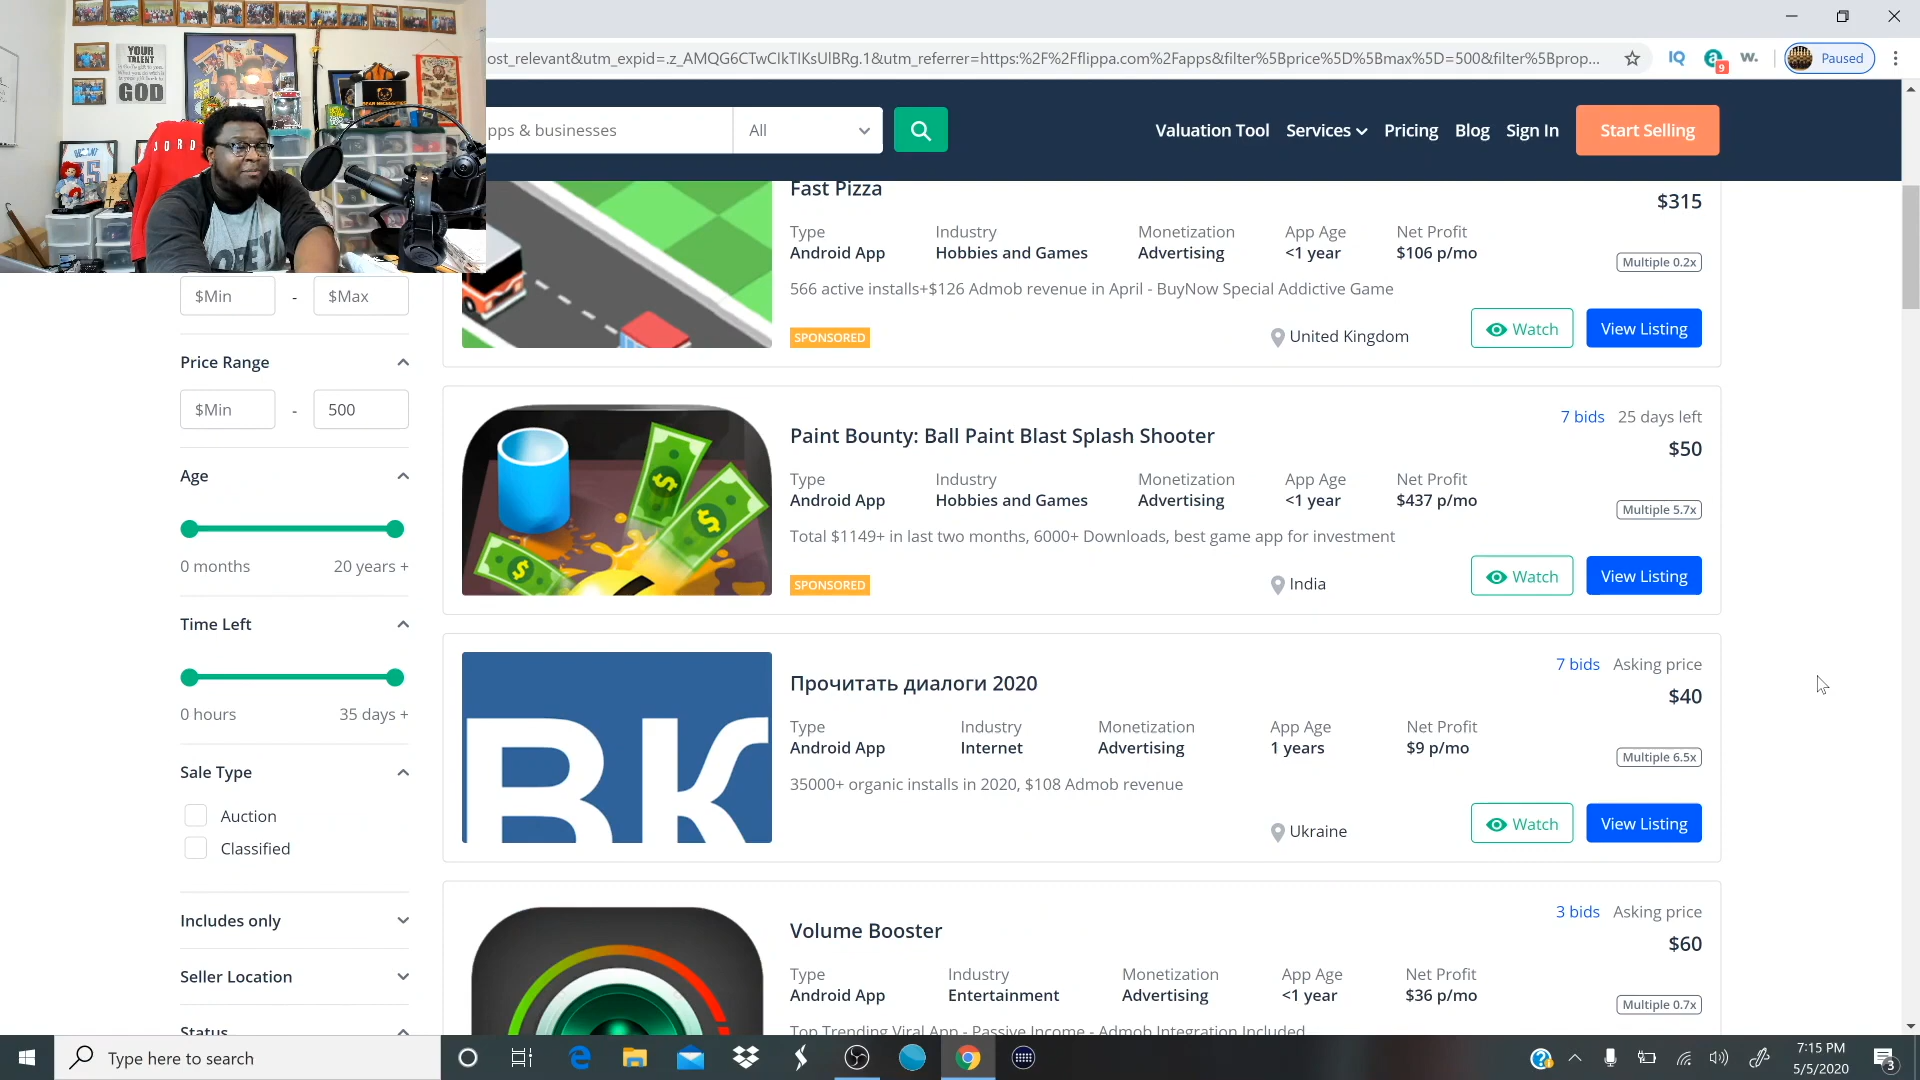 YOUR
TALENT
GOD
JORD
ost_relevant&utm_expid=.z_AMQG6CTwClkTIKsUlBRg.1&utm_referrer=https:%2F%2Fflippa.com%2Fapps&filter%5Bprice%5D%5Bmax%5D=500&filter%5Bprop...
IQ
a
9
w.
Paused
pps & businesses
All
Valuation Tool
Services
Pricing
Blog
Sign In
Start Selling
$Min
-
$Max
Price Range
$Min
-
500
Age
0 months
20 years +
Time Left
0 hours
35 days +
Sale Type
Auction
Classified
Includes only
Seller Location
Status
Fast Pizza
$315
Type
Industry
Monetization
App Age
Net Profit
Android App
Hobbies and Games
Advertising
<1 year
$106 p/mo
Multiple 0.2x
566 active installs+$126 Admob revenue in April - BuyNow Special Addictive Game
SPONSORED
United Kingdom
Watch
View Listing
7 bids
25 days left
Paint Bounty: Ball Paint Blast Splash Shooter
$50
Type
Industry
Monetization
App Age
Net Profit
Android App
Hobbies and Games
Advertising
<1 year
$437 p/mo
Multiple 5.7x
Total $1149+ in last two months, 6000+ Downloads, best game app for investment
SPONSORED
India
Watch
View Listing
ВК
7 bids
Asking price
Прочитать диалоги 2020
$40
Type
Industry
Monetization
App Age
Net Profit
Android App
Internet
Advertising
1 years
$9 p/mo
Multiple 6.5x
35000+ organic installs in 2020, $108 Admob revenue
Ukraine
Watch
View Listing
3 bids
Asking price
Volume Booster
$60
Type
Industry
Monetization
App Age
Net Profit
Android App
Entertainment
Advertising
<1 year
$36 p/mo
Multiple 0.7x
Top Trending Viral App - Passive Income - Admob Integration Included
Type here to search
7:15 PM
5/5/2020
3